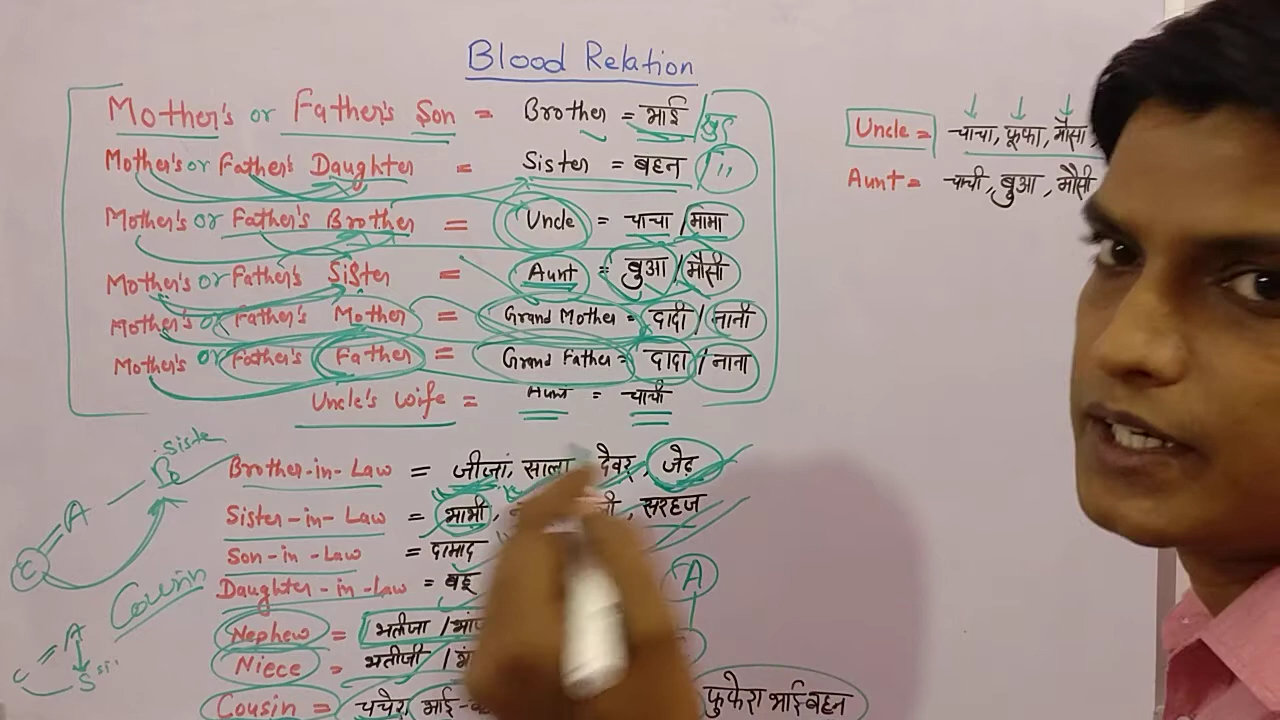 Blood Relation
Mother's or Father's Son = Brother = भाई / खुद
Mother's or Father's Daughter = Sister = बहन / ''
Mother's or Father's Brother = Uncle = चाचा / मामा
Mother's or Father's Sister = Aunt = बुआ / मौसी
Mother's or Father's Mother = Grand Mother = दादी / नानी
Mother's or Father's Father = Grand Father = दादा / नाना
Uncle's Wife = Aunt = चाची
Uncle = चाचा, फूफा, मौसा,
Aunt = चाची, बुआ, मौसी
Brother-in-Law = जीजा, साला, देवर, जेठ
Sister-in-Law = भाभी, सरहज
Son-in-Law = दामाद
Daughter-in-Law = बहू
Nephew = भतीजा /
Niece = भतीजी /
Cousin = चचेरा भाई- फुफेरा भाई बहन
Sister
B
A
C
Cousin
A
C = A
S